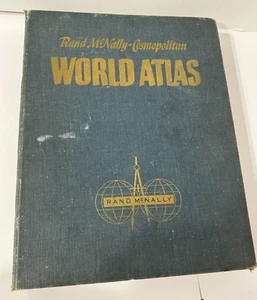 Rand McNally · Cosmopolitan
WORLD ATLAS
RAND McNALLY